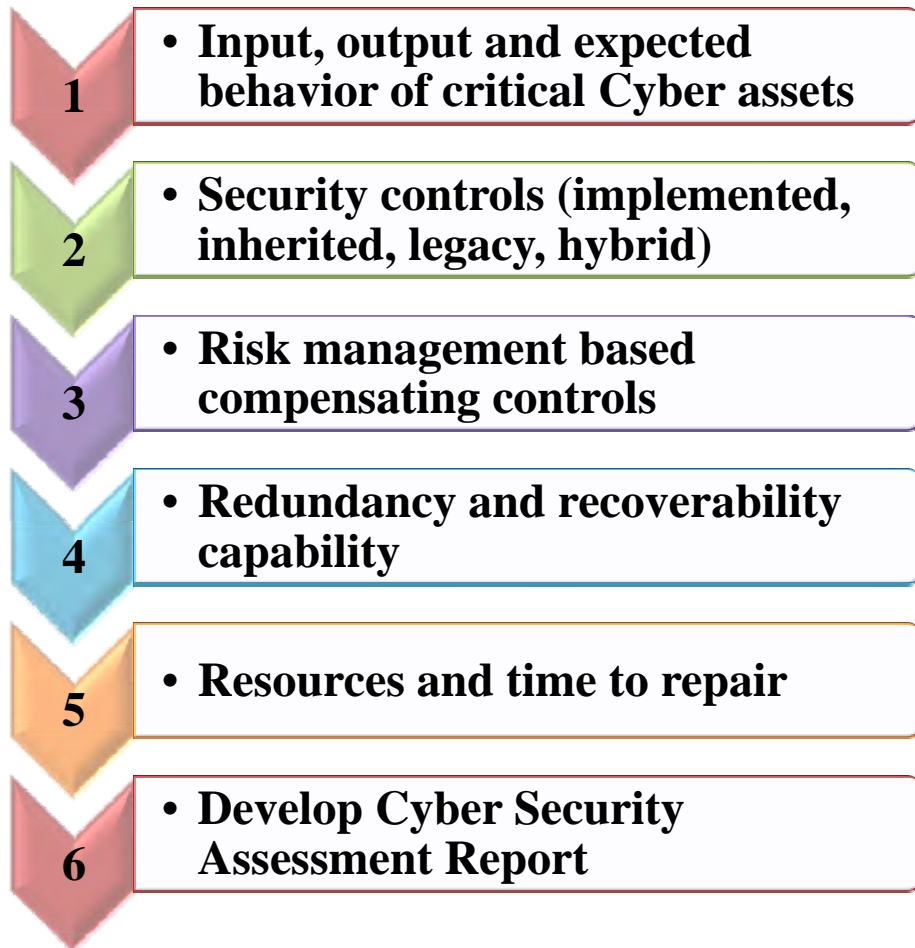 1
• Input, output and expected
behavior of critical Cyber assets
2
• Security controls (implemented,
inherited, legacy, hybrid)
3
• Risk management based
compensating controls
4
• Redundancy and recoverability
capability
5
• Resources and time to repair
6
• Develop Cyber Security
Assessment Report